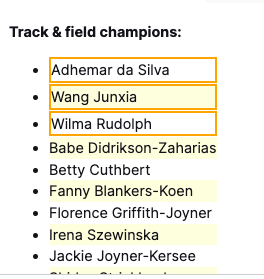 Track & field champions:
Adhemar da Silva
Wang Junxia
Wilma Rudolph
Babe Didrikson-Zaharias
Betty Cuthbert
Fanny Blankers-Koen
Florence Griffith-Joyner
Irena Szewinska
Jackie Joyner-Kersee